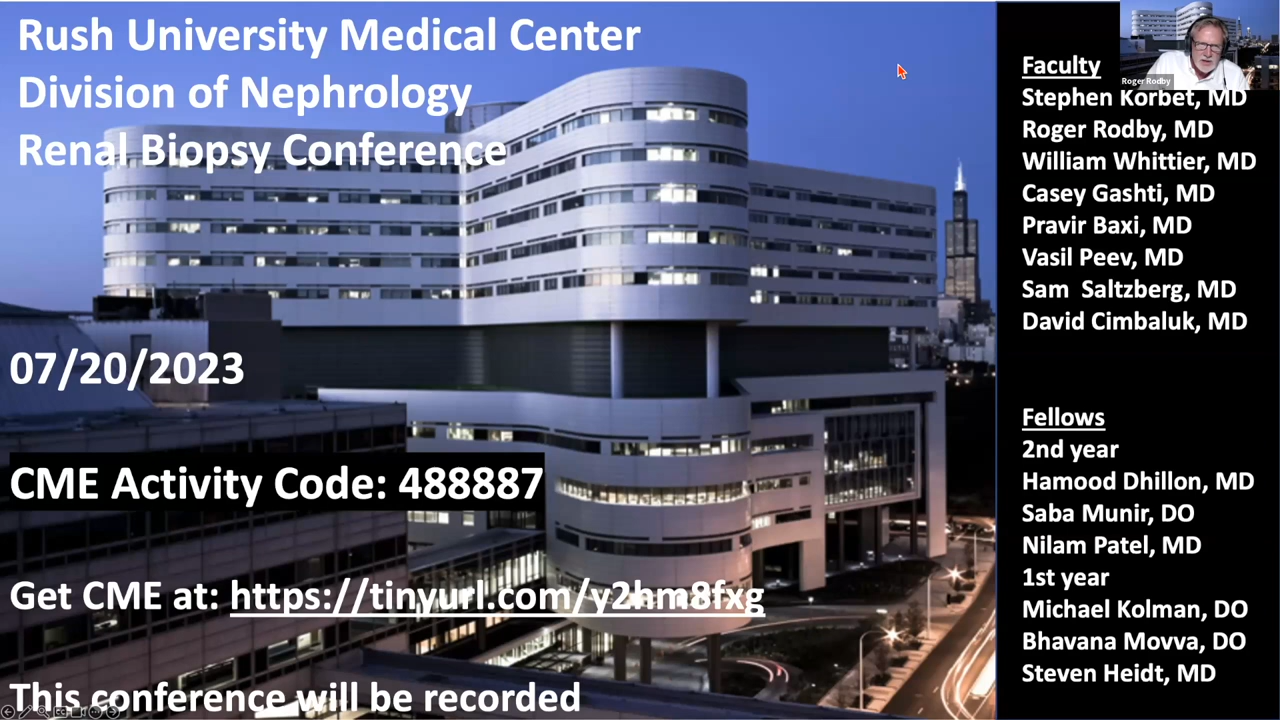 Rush University Medical Center
Division of Nephrology
Renal Biopsy Conference
07/20/2023
CME Activity Code: 488887
Get CME at: https://tinyurl.com/y2hm8fxg
This conference will be recorded
Roger Rodby
Faculty
Stephen Korbet, MD
Roger Rodby, MD
William Whittier, MD
Casey Gashti, MD
Pravir Baxi, MD
Vasil Peev, MD
Sam Saltzberg, MD
David Cimbaluk, MD
Fellows
2nd year
Hamood Dhillon, MD
Saba Munir, DO
Nilam Patel, MD
1st year
Michael Kolman, DO
Bhavana Movva, DO
Steven Heidt, MD